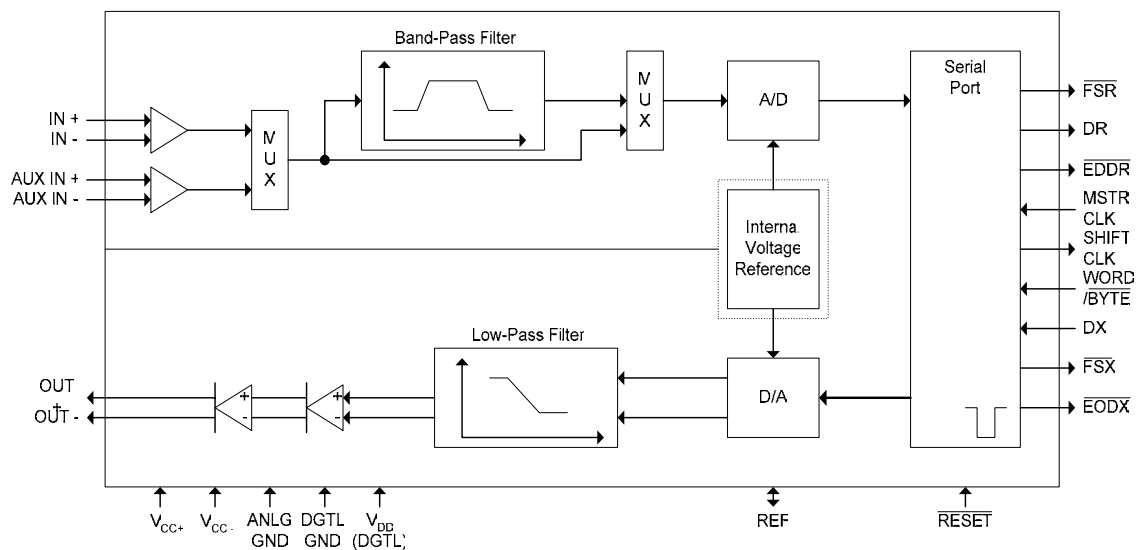 Band-Pass Filter
Serial
Port
M
U
X
A/D
IN +
IN -
M
U
X
AUX IN +
AUX IN -
FSR
DR
EDDR
MSTR
CLK
SHIFT
CLK
WORD
/BYTE
DX
FSX
EODX
Interna
Voltage
Reference
Low-Pass Filter
OUT
+
OUT -
+
-
+
-
D/A
VCC+
VCC-
ANLG
GND
DGTL
GND
VDD
(DGTL)
REF
RESET